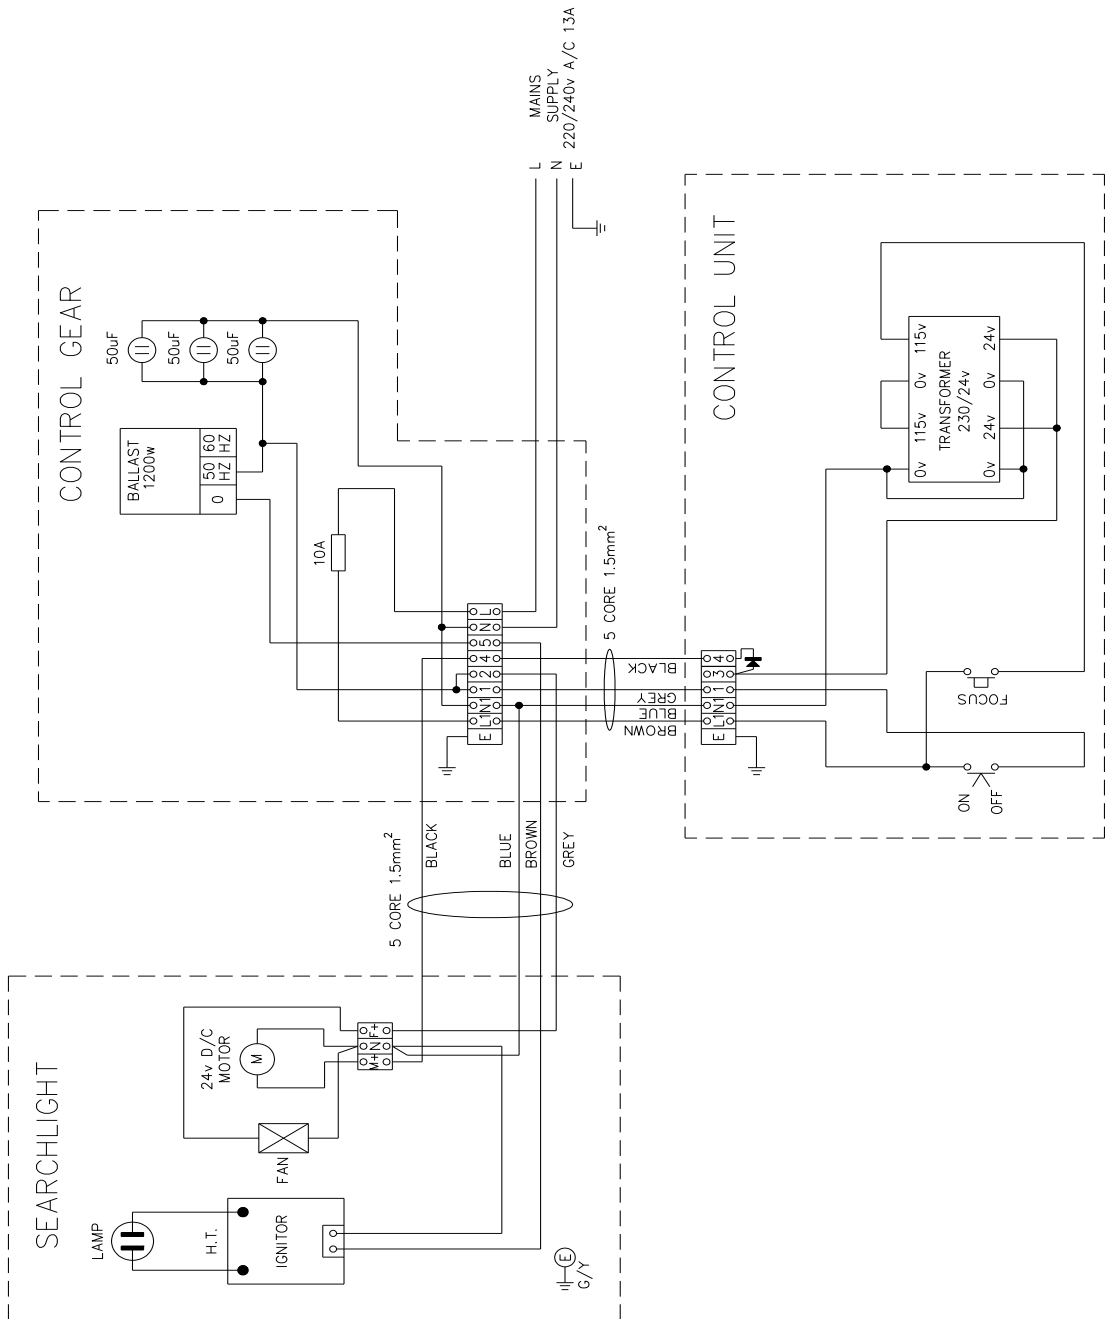 MAINS
SUPPLY
220/240v A/C 13A
L
N
E
CONTROL GEAR
50uF
50uF
50uF
BALLAST
1200w
0
50
HZ
60
HZ
10A
E
L1
N1
1
2
4
5
N
L
5 CORE 1.5mm²
BLACK
GREY
BLUE
BROWN
CONTROL UNIT
TRANSFORMER
230/24v
0v
115v
0v
115v
0v
24v
0v
24v
E
L1
N1
1
3
4
FOCUS
ON
OFF
5 CORE 1.5mm²
BLACK
BLUE
BROWN
GREY
SEARCHLIGHT
24v D/C
MOTOR
M
M+
N
F+
FAN
LAMP
H.T.
IGNITOR
E
G/Y